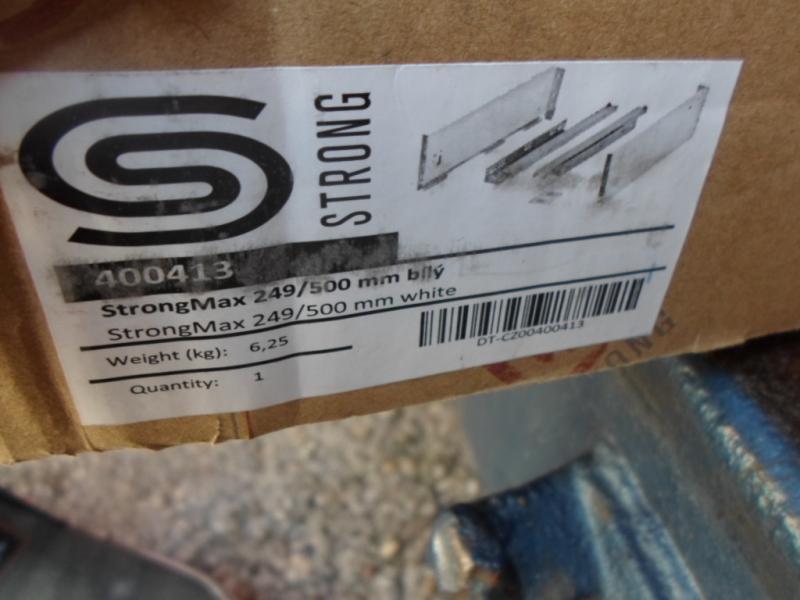 STRONG
400413
StrongMax 249/500 mm bílý
StrongMax 249/500 mm white
Weight (kg): 6,25
Quantity: 1
DT-CZ00400413